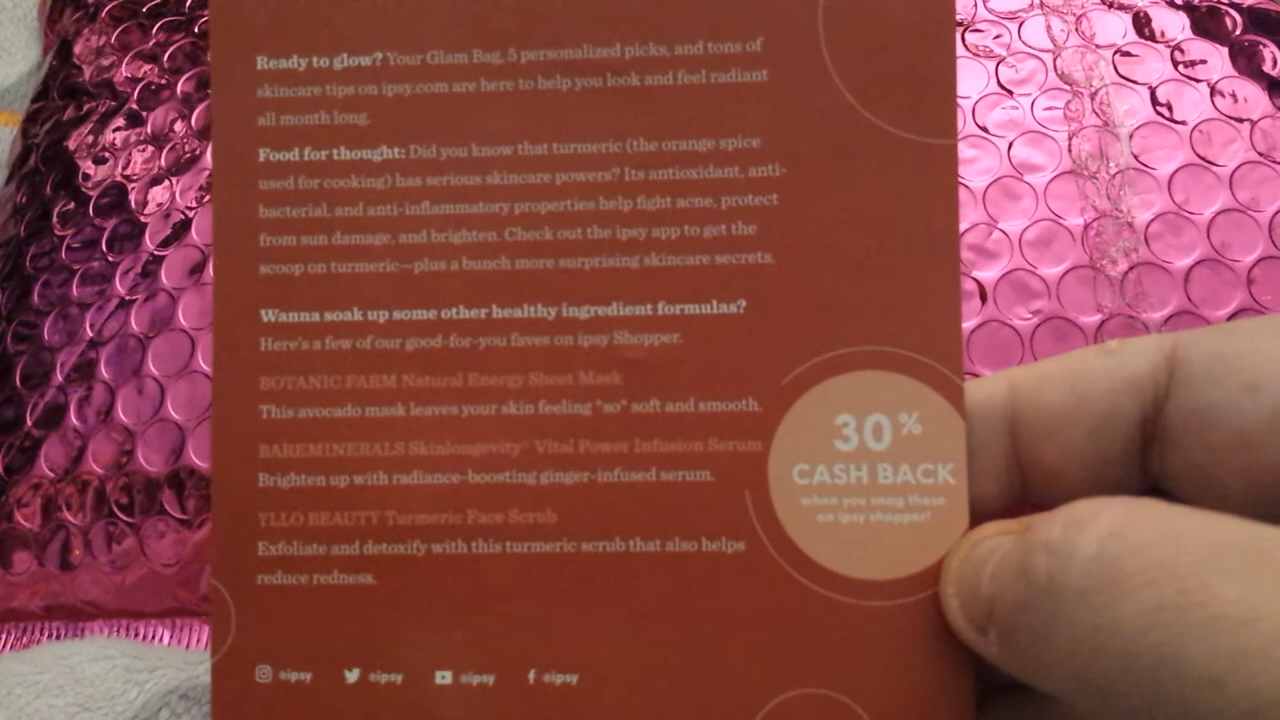 Ready to glow? Your Glam Bag, 5 personalized picks, and tons of
skincare tips on ipsy.com are here to help you look and feel radiant
all month long.
Food for thought: Did you know that turmeric (the orange spice
used for cooking) has serious skincare powers? Its antioxidant, anti-
bacterial, and anti-inflammatory properties help fight acne, protect
from sun damage, and brighten. Check out the ipsy app to get the
scoop on turmeric—plus a bunch more surprising skincare secrets.
Wanna soak up some other healthy ingredient formulas?
Here's a few of our good-for-you faves on ipsy Shopper.
BOTANIC FARM Natural Energy Sheet Mask
This avocado mask leaves your skin feeling "so" soft and smooth.
BAREMINERALS Skinlongevity® Vital Power Infusion Serum
Brighten up with radiance-boosting ginger-infused serum.
YLLO BEAUTY Turmeric Face Scrub
Exfoliate and detoxify with this turmeric scrub that also helps
reduce redness.
30%
CASH BACK
when you snag these
on ipsy shopper!
@ipsy @ipsy @ipsy @ipsy